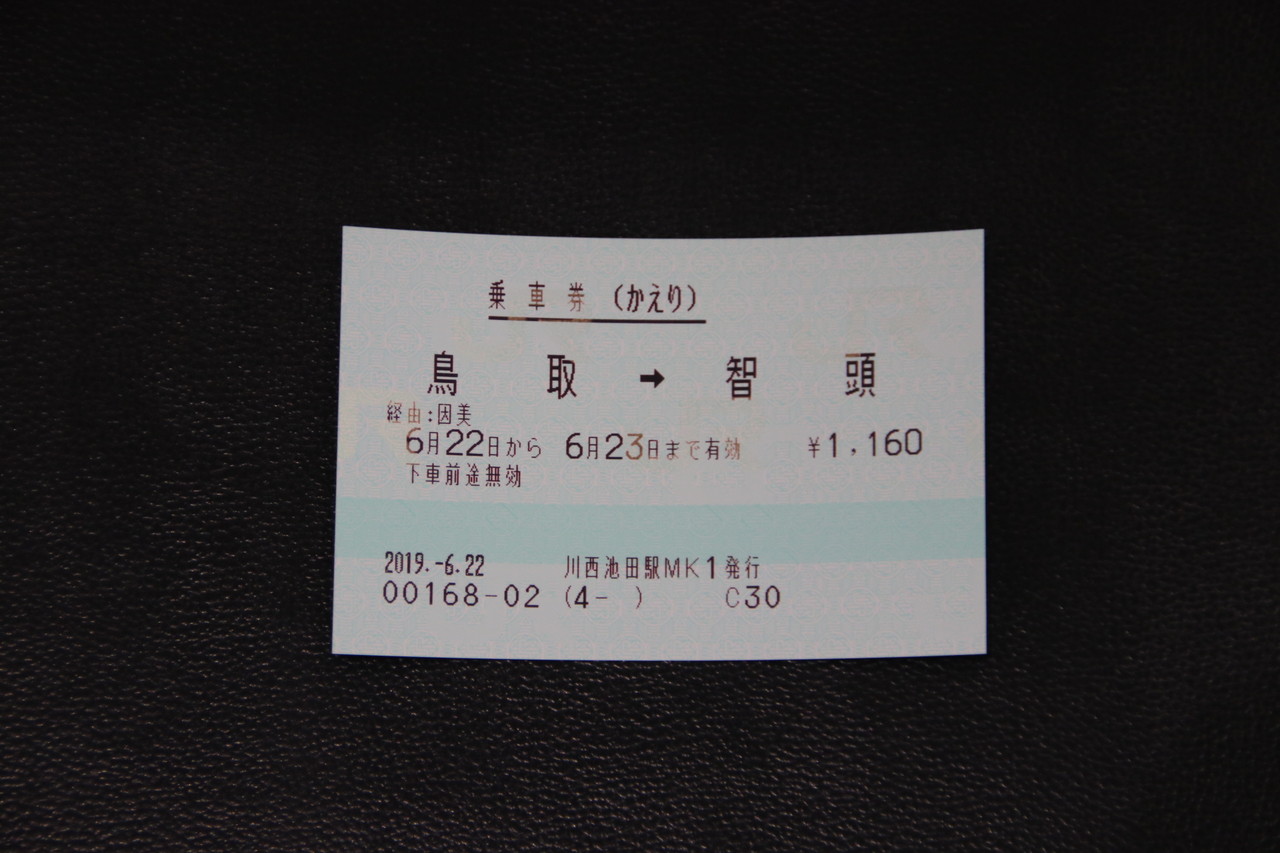 乗車券(かえり)
鳥取→智頭
経由:因美
6月22日から 6月23日まで有効 ¥1,160
下車前途無効
2019.-6.22 川西池田駅MK1発行
00168-02 (4- ) C30